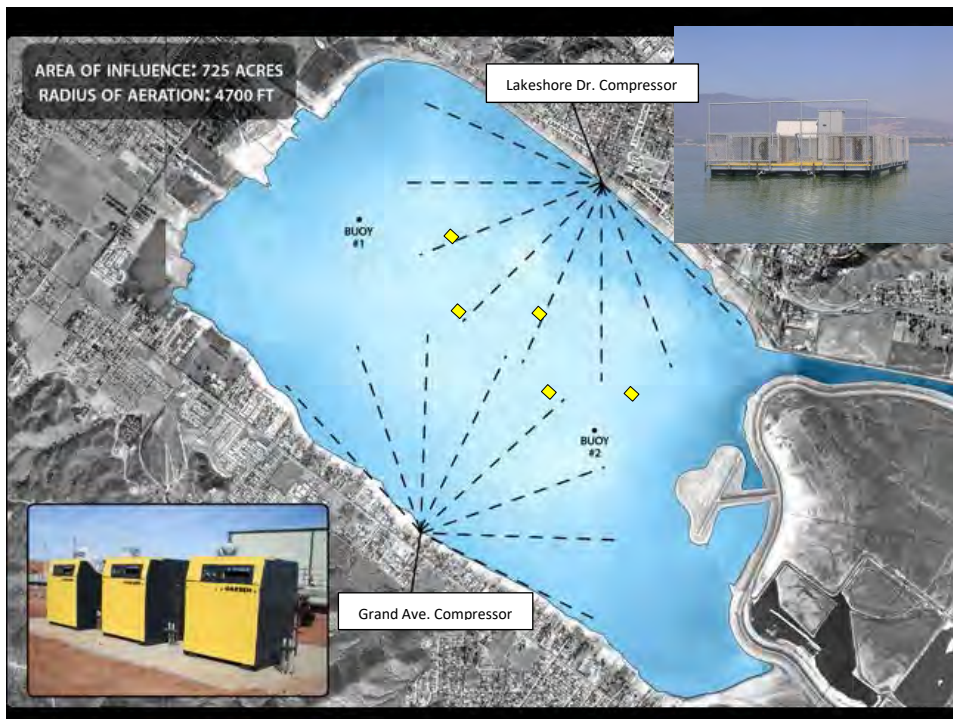 AREA OF INFLUENCE: 725 ACRES
RADIUS OF AERATION: 4700 FT
Lakeshore Dr. Compressor
BUOY
#1
BUOY
#2
Grand Ave. Compressor
KAESER